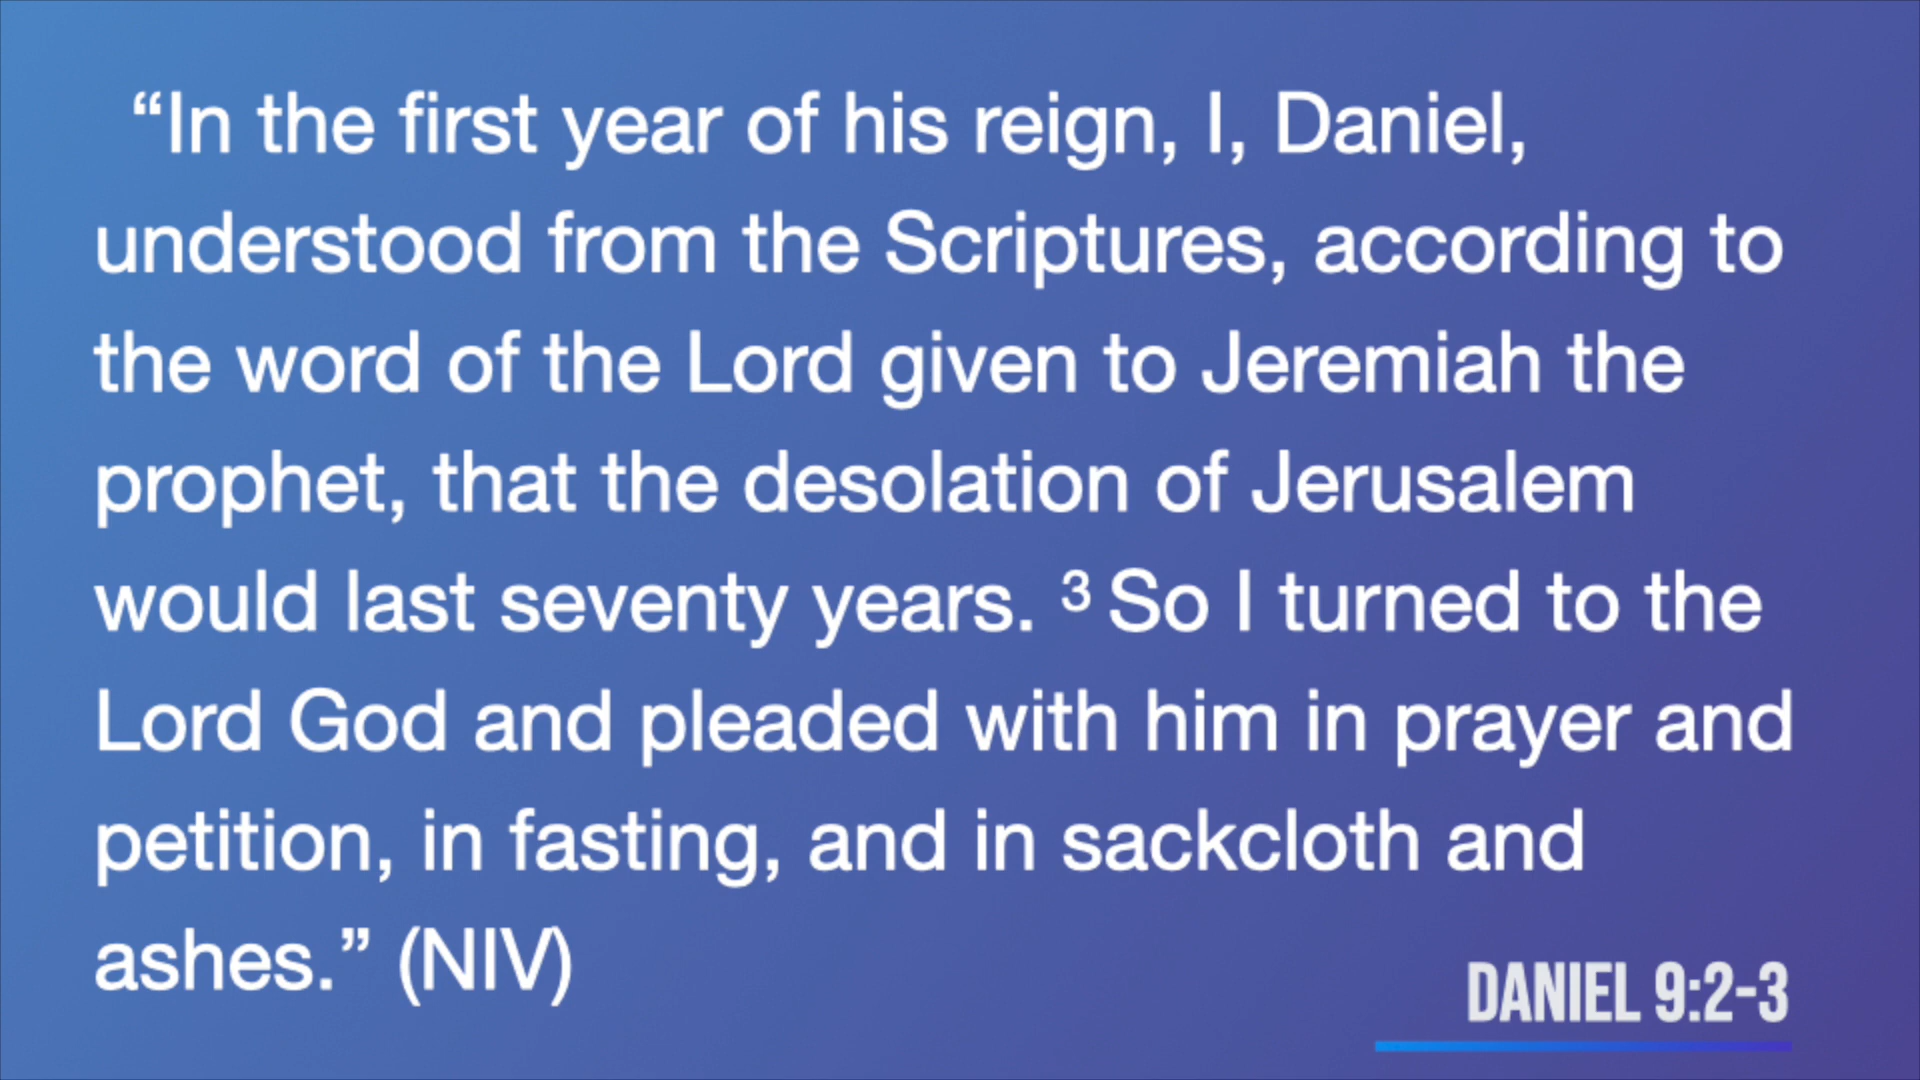 “In the first year of his reign, I, Daniel,
understood from the Scriptures, according to
the word of the Lord given to Jeremiah the
prophet, that the desolation of Jerusalem
would last seventy years. ³ So I turned to the
Lord God and pleaded with him in prayer and
petition, in fasting, and in sackcloth and
ashes.” (NIV)
DANIEL 9:2-3